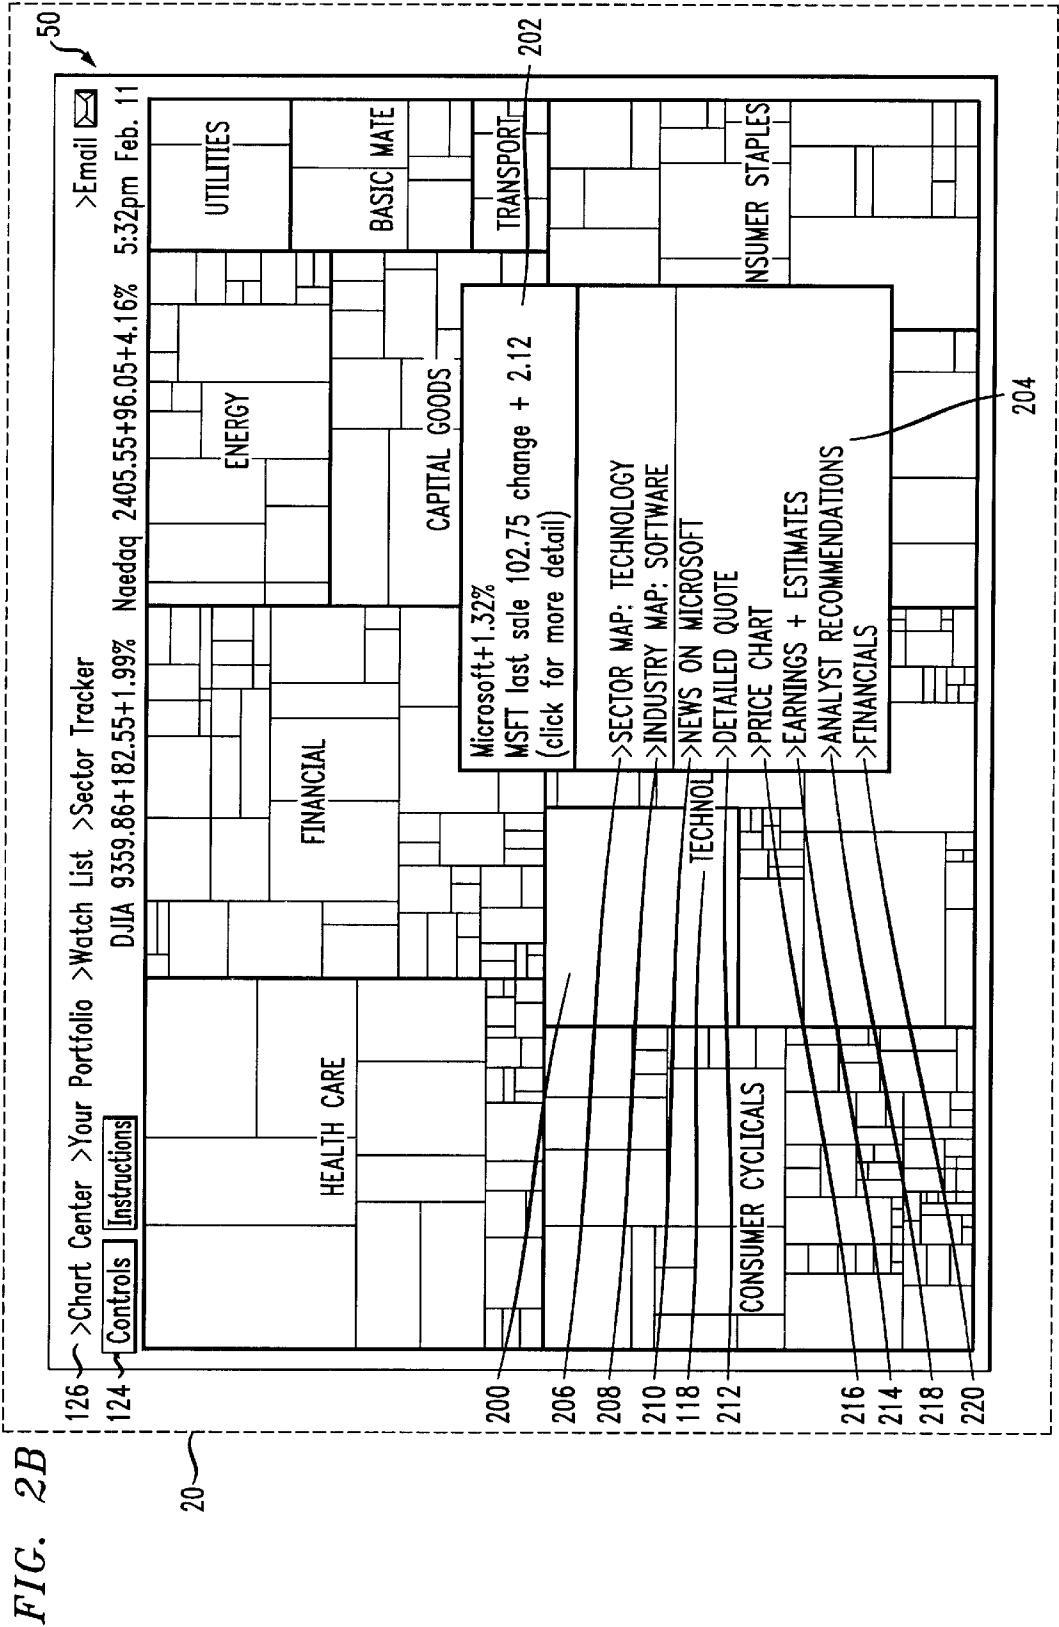 FIG. 2B
20
50
126
>Chart Center >Your Portfolio >Watch List >Sector Tracker >Email
124
Controls Instructions DJIA 9359.86+182.55+1.99% Naedaq 2405.55+96.05+4.16% 5:32pm Feb. 11
HEALTH CARE
FINANCIAL
ENERGY
UTILITIES
CAPITAL GOODS
BASIC MATE
TRANSPORT
202
Microsoft+1.32%
MSFT last sale 102.75 change + 2.12
(click for more detail)
>SECTOR MAP: TECHNOLOGY
>INDUSTRY MAP: SOFTWARE
>NEWS ON MICROSOFT
>DETAILED QUOTE
>PRICE CHART
>EARNINGS + ESTIMATES
>ANALYST RECOMMENDATIONS
>FINANCIALS
204
TECHNOL
NSUMER STAPLES
CONSUMER CYCLICALS
200
206
208
210
118
212
216
214
218
220